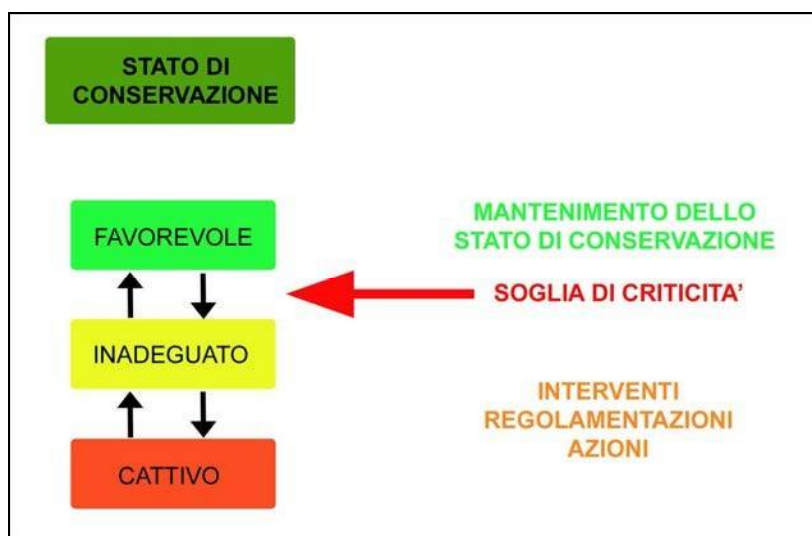 STATO DI
CONSERVAZIONE
FAVOREVOLE
MANTENIMENTO DELLO
STATO DI CONSERVAZIONE
SOGLIA DI CRITICITA’
INADEGUATO
INTERVENTI
REGOLAMENTAZIONI
AZIONI
CATTIVO